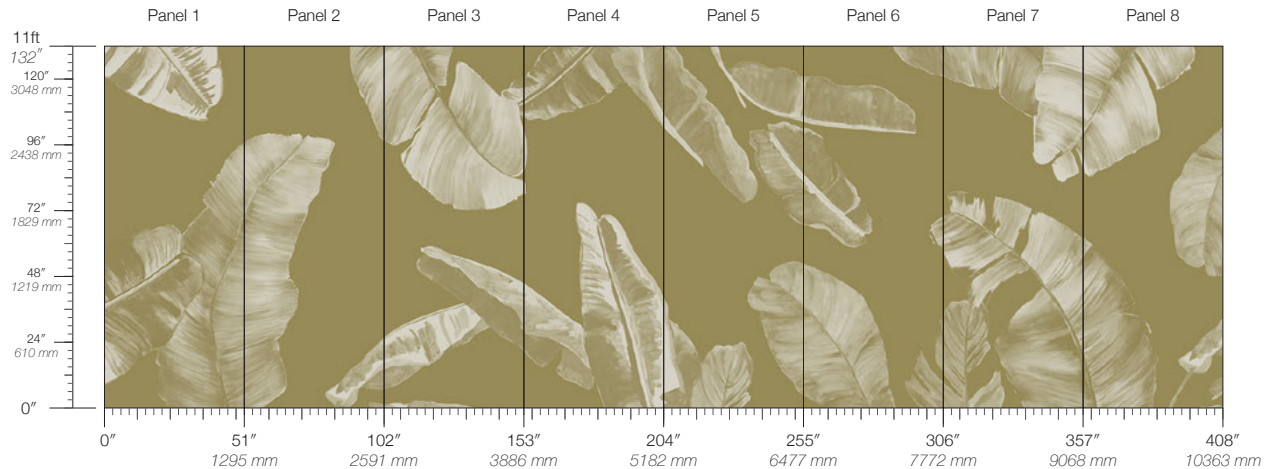 Panel 1 Panel 2 Panel 3 Panel 4 Panel 5 Panel 6 Panel 7 Panel 8
11ft
132″
120″
3048 mm
96″
2438 mm
72″
1829 mm
48″
1219 mm
24″
610 mm
0″
0″ 51″ 102″ 153″ 204″ 255″ 306″ 357″ 408″
1295 mm 2591 mm 3886 mm 5182 mm 6477 mm 7772 mm 9068 mm 10363 mm